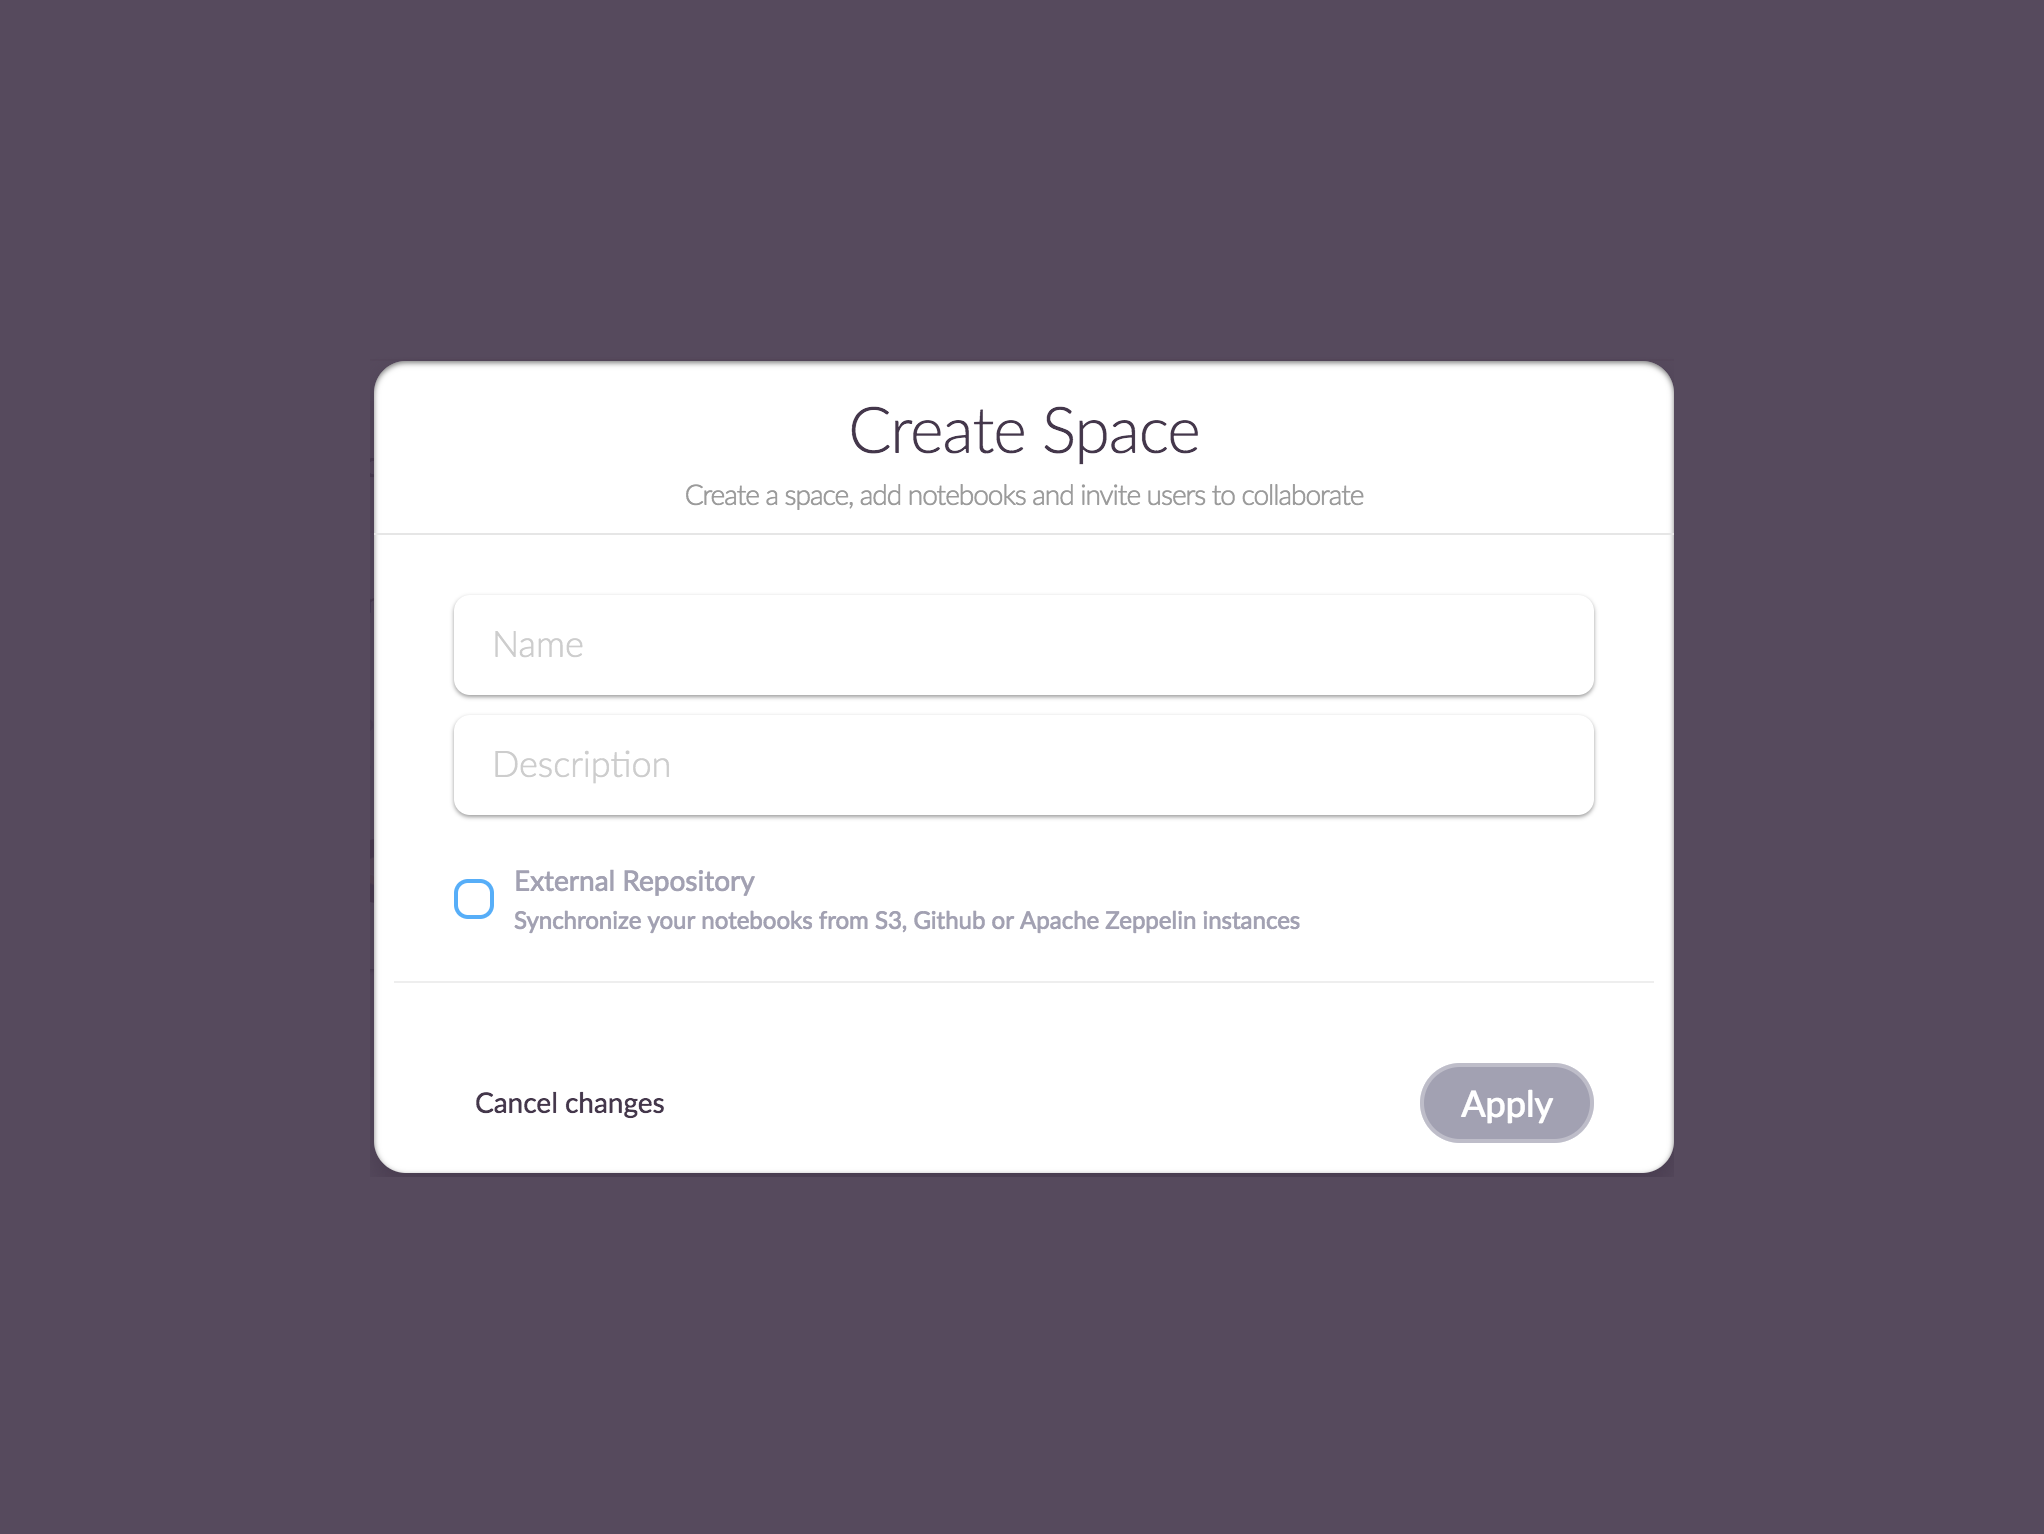 Create Space
Create a space, add notebooks and invite users to collaborate
Name
Description
External Repository
Synchronize your notebooks from S3, Github or Apache Zeppelin instances
Cancel changes
Apply